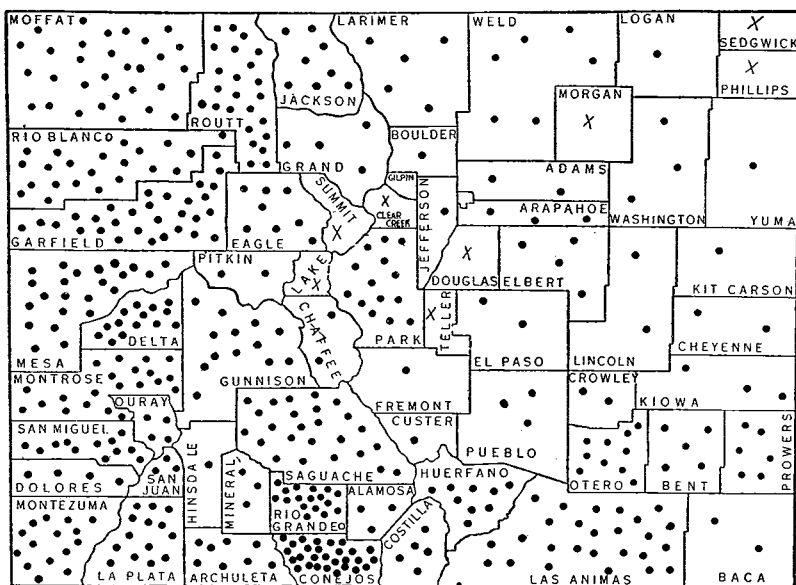 MOFFAT
LARIMER
WELD
LOGAN
X
SEDGWICK
X
PHILLIPS
JACKSON
ROUTT
MORGAN
X
RIO BLANCO
BOULDER
GRAND
GILPIN
ADAMS
SUMMIT
X
X
CLEAR
CREEK
JEFFERSON
ARAPAHOE
WASHINGTON
YUMA
GARFIELD
EAGLE
PITKIN
LAKE
X
X
DOUGLAS
ELBERT
KIT CARSON
MESA
DELTA
CHAFFEE
PARK
X
TELLER
EL PASO
LINCOLN
CHEYENNE
MONTROSE
GUNNISON
CROWLEY
OURAY
FREMONT
KIOWA
SAN MIGUEL
CUSTER
PUEBLO
PROWERS
HINSDALE
SAGUACHE
HUERFANO
OTERO
BENT
DOLORES
SAN
JUAN
MINERAL
RIO
GRANDE
ALAMOSA
MONTEZUMA
COSTILLA
LA PLATA
ARCHULETA
CONEJOS
LAS ANIMAS
BACA